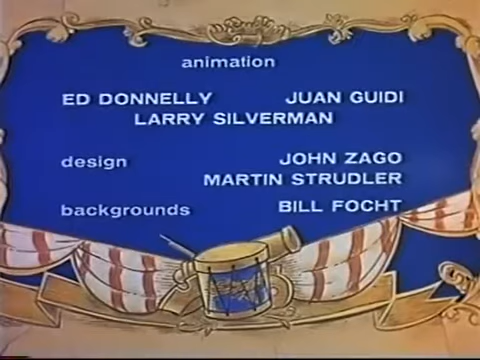 animation
ED DONNELLY JUAN GUIDI
LARRY SILVERMAN
design JOHN ZAGO
MARTIN STRUDLER
backgrounds BILL FOCHT